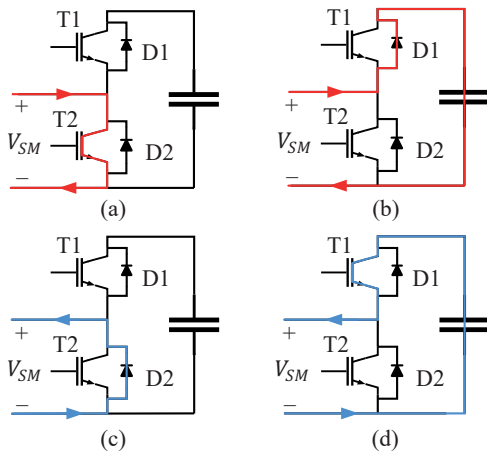 T1
D1
+
T2
V_SM
D2
−
(a)
T1
D1
+
T2
V_SM
D2
−
(b)
T1
D1
+
T2
V_SM
D2
−
(c)
T1
D1
+
T2
V_SM
D2
−
(d)